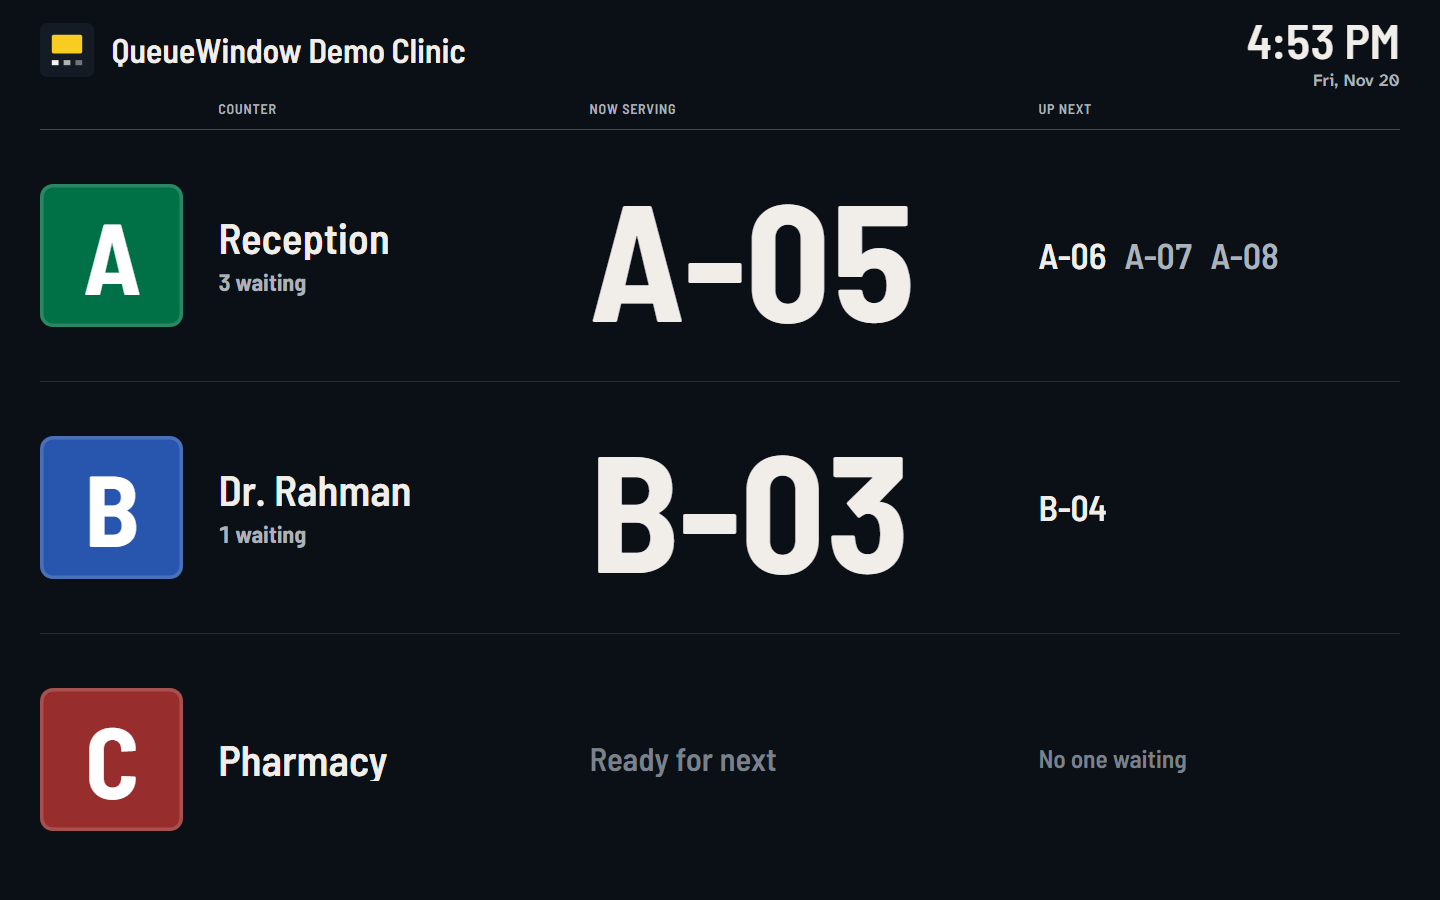 QueueWindow Demo Clinic
4:53 PM
Fri, Nov 20
COUNTER NOW SERVING UP NEXT
A Reception A-05 A-06 A-07 A-08
3 waiting
B Dr. Rahman B-03 B-04
1 waiting
C Pharmacy Ready for next No one waiting